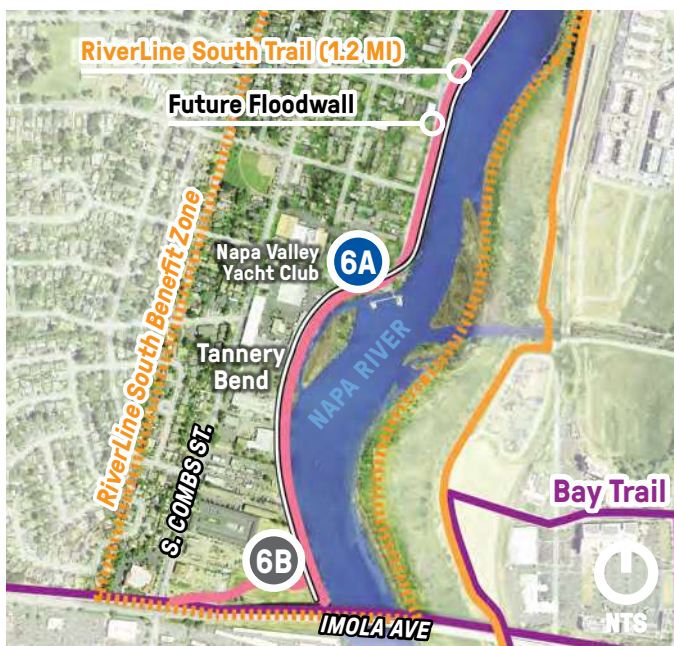 RiverLine South Trail (1.2 MI)
Future Floodwall
Napa Valley
Yacht Club
6A
RiverLine South Benefit Zone
Tannery
Bend
NAPA RIVER
S. COMBS ST.
Bay Trail
6B
NTS
IMOLA AVE